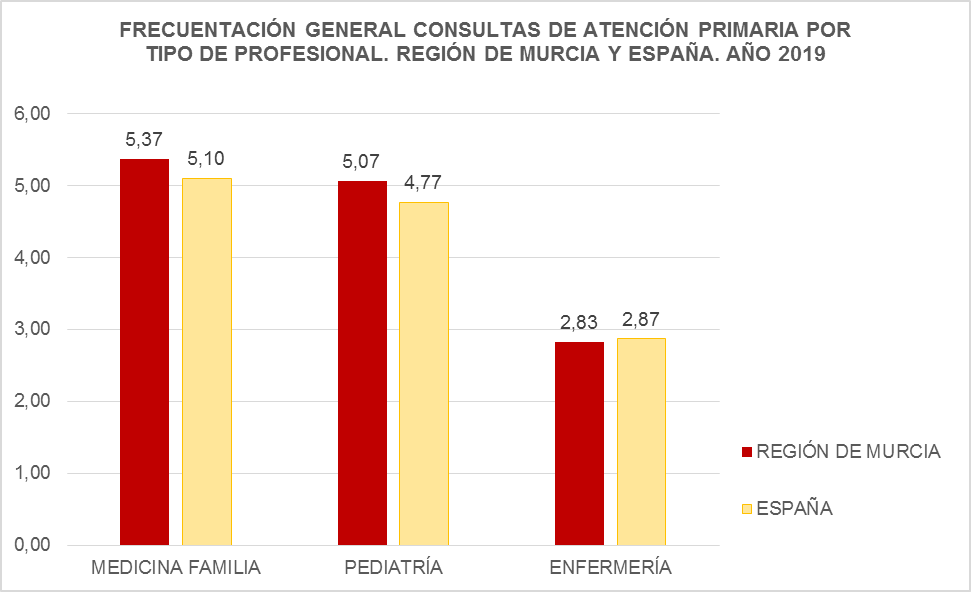 FRECUENTACIÓN GENERAL CONSULTAS DE ATENCIÓN PRIMARIA POR
TIPO DE PROFESIONAL. REGIÓN DE MURCIA Y ESPAÑA. AÑO 2019
6,00
5,00
4,00
3,00
2,00
1,00
0,00
5,37
5,10
5,07
4,77
2,83
2,87
MEDICINA FAMILIA
PEDIATRÍA
ENFERMERÍA
REGIÓN DE MURCIA
ESPAÑA